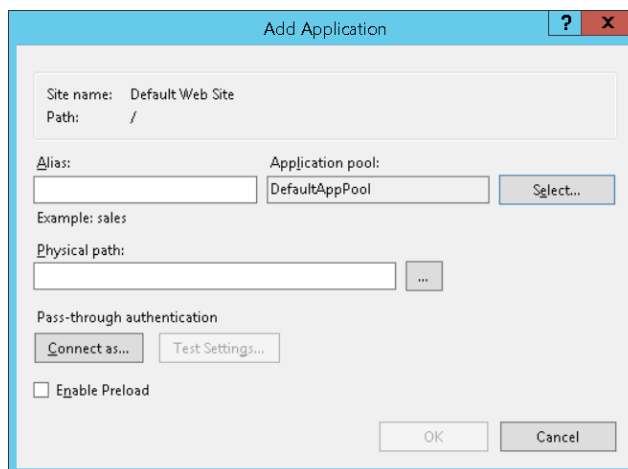 Add Application
?
X
Site name: Default Web Site
Path: /
Alias:
Application pool:
DefaultAppPool
Select...
Example: sales
Physical path:
...
Pass-through authentication
Connect as...
Test Settings...
Enable Preload
OK
Cancel